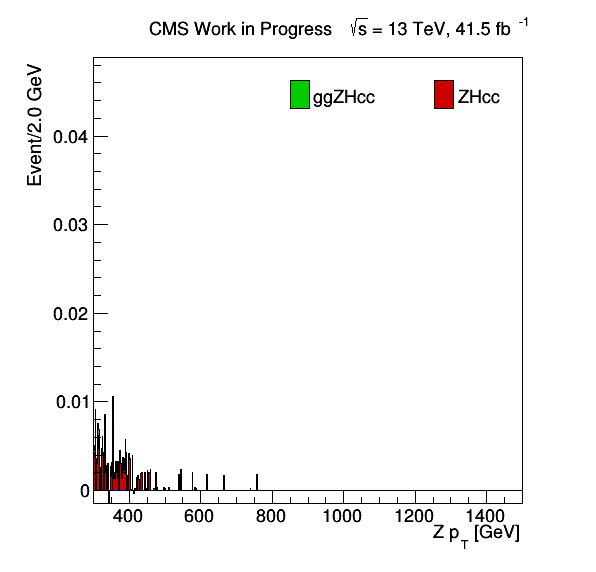 CMS Work in Progress √s = 13 TeV, 41.5 fb⁻¹
Event/2.0 GeV
ggZHcc ZHcc
0.04
0.03
0.02
0.01
0
400 600 800 1000 1200 1400
Z p_T [GeV]